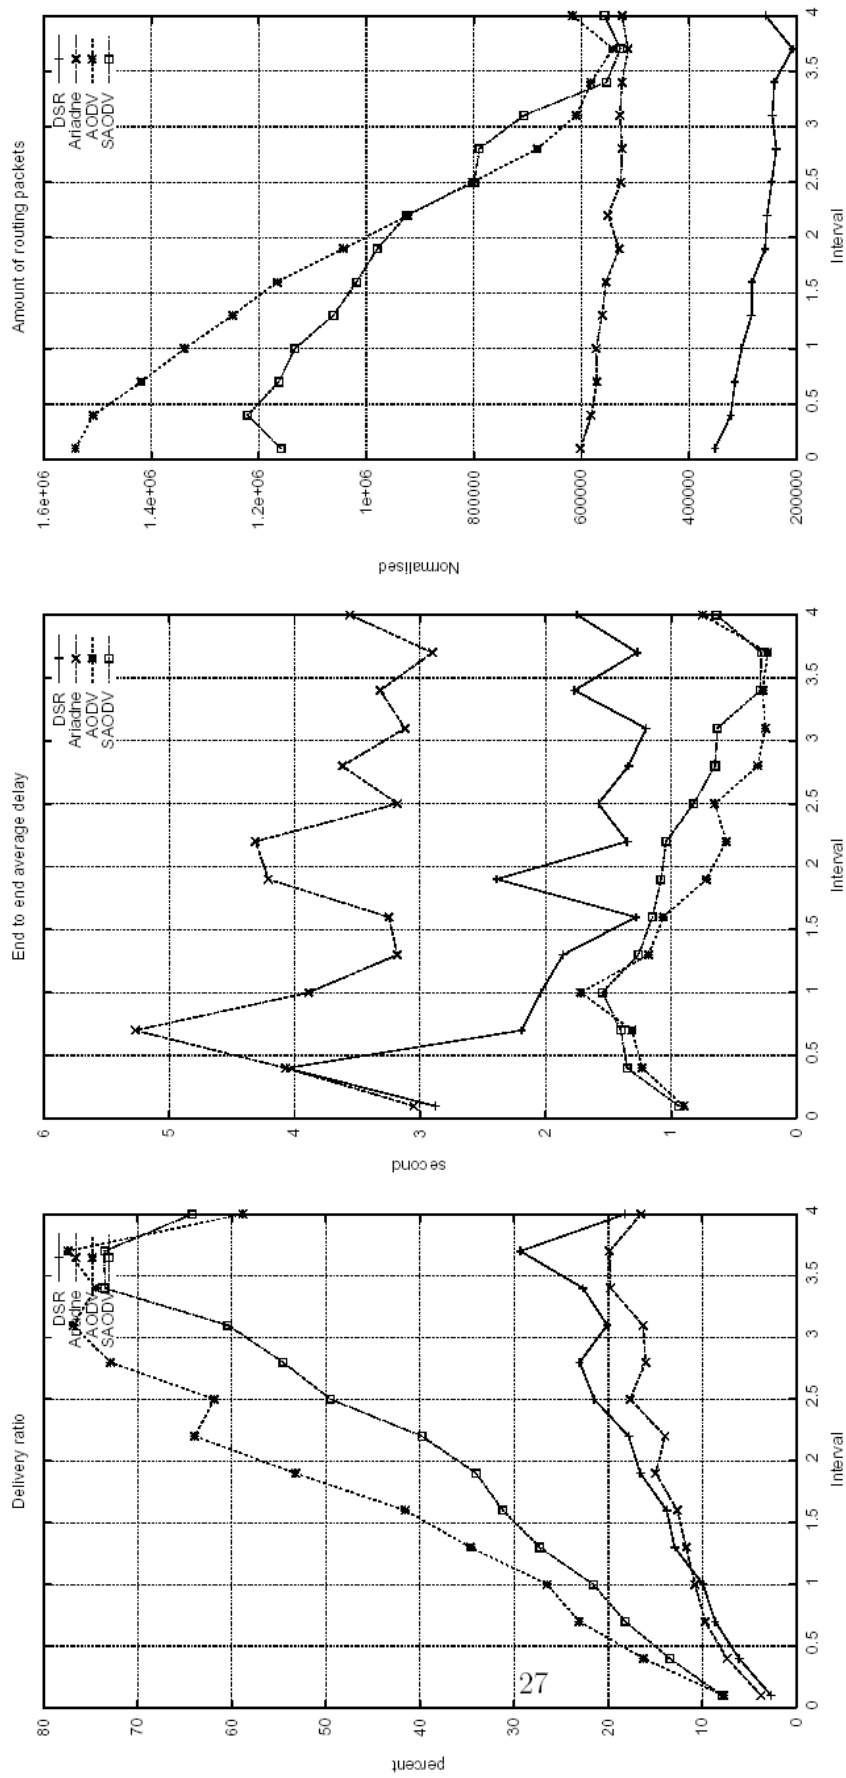 Delivery ratio
DSR
Ariadne
AODV
SAODV
80
70
60
50
40
30
20
10
0
percent
0
0.5
1
1.5
2
2.5
3
3.5
4
Interval
End to end average delay
DSR
Ariadne
AODV
SAODV
6
5
4
3
2
1
0
second
0
0.5
1
1.5
2
2.5
3
3.5
4
Interval
Amount of routing packets
DSR
Ariadne
AODV
SAODV
1.6e+06
1.4e+06
1.2e+06
1e+06
800000
600000
400000
200000
Normalised
0
0.5
1
1.5
2
2.5
3
3.5
4
Interval
27